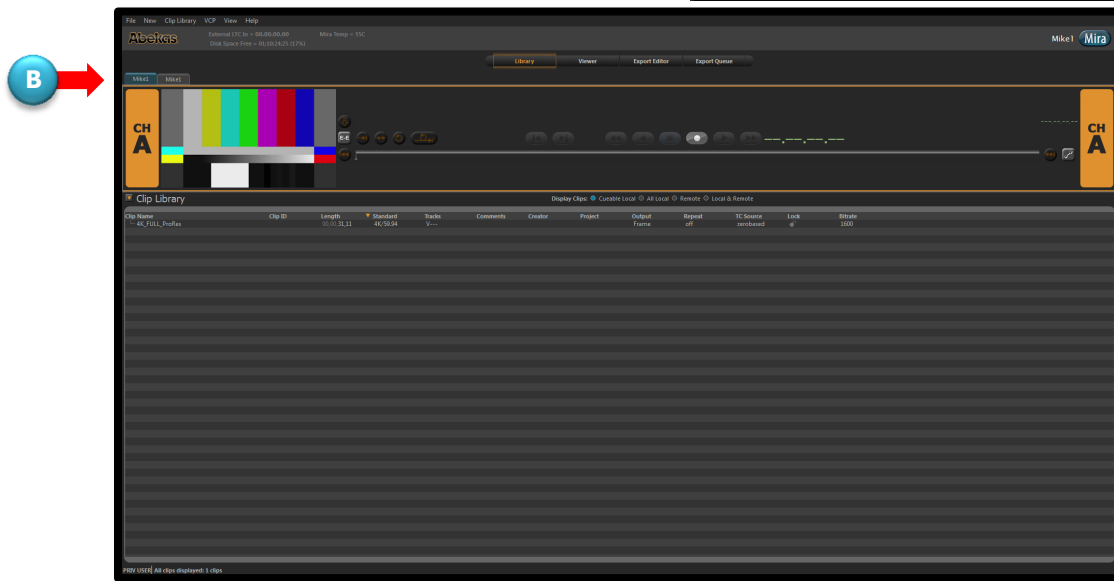 File New Clip Library VCP View Help
Abekas
External LTC In = 00.00.00.00 Mira Temp = 55C
Disk Space Free = 01;10:24:25 (17%)
Mike1 Mira
Library Viewer Export Editor Export Queue
B
Mike1 Mike1
CH
A
E-E
--.--.--.--
--.--.--.--
CH
A
Clip Library
Display Clips: Cueable Local All Local Remote Local & Remote
Clip Name Clip ID Length Standard Tracks Comments Creator Project Output Repeat TC Source Lock Bitrate
4K_FULL_ProRes 00;00;31;11 4K/59.94 V--- Frame off zerobased 1600
PRIV USER All clips displayed: 1 clips